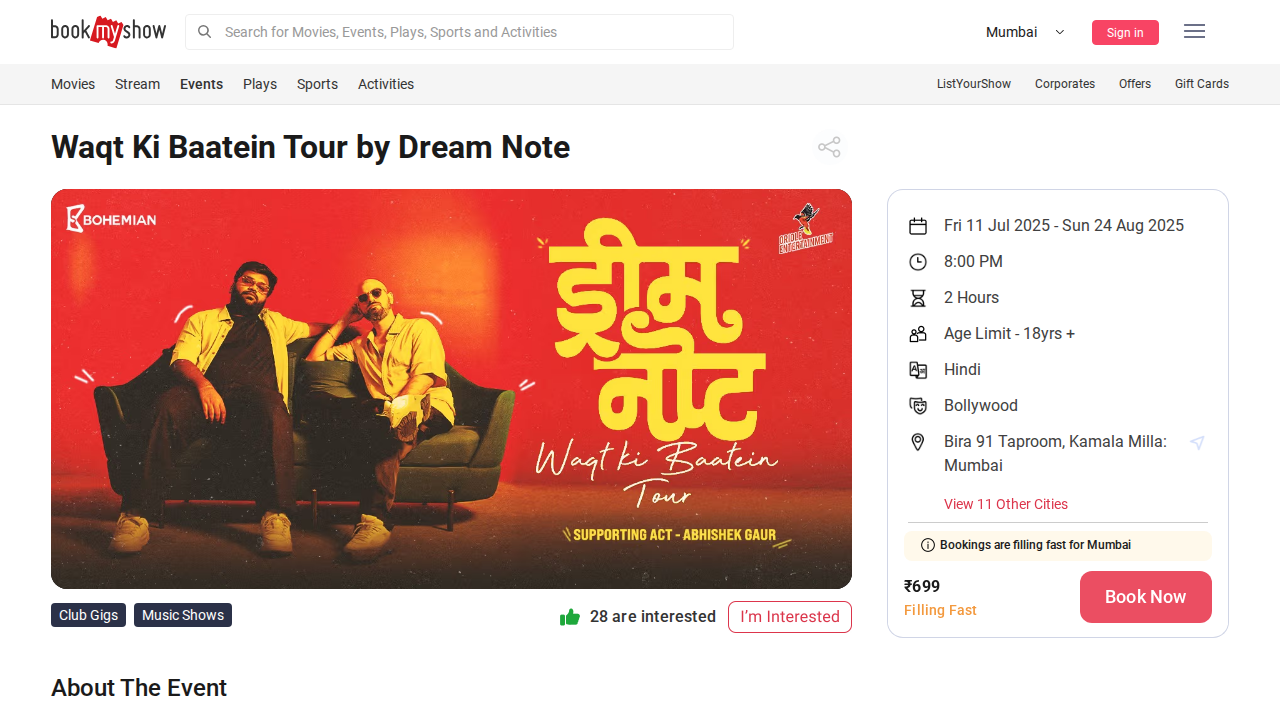 bookmyshow
Search for Movies, Events, Plays, Sports and Activities
Mumbai
Sign in
Movies
Stream
Events
Plays
Sports
Activities
ListYourShow
Corporates
Offers
Gift Cards
Waqt Ki Baatein Tour by Dream Note
BOHEMIAN
ORIOLE
ENTERTAINMENT
ड्रीम
नोट
Waqt ki Baatein
Tour
SUPPORTING ACT - ABHISHEK GAUR
Fri 11 Jul 2025 - Sun 24 Aug 2025
8:00 PM
2 Hours
Age Limit - 18yrs +
Hindi
Bollywood
Bira 91 Taproom, Kamala Milla:
Mumbai
View 11 Other Cities
Bookings are filling fast for Mumbai
₹699
Filling Fast
Book Now
Club Gigs
Music Shows
28 are interested
I’m Interested
About The Event